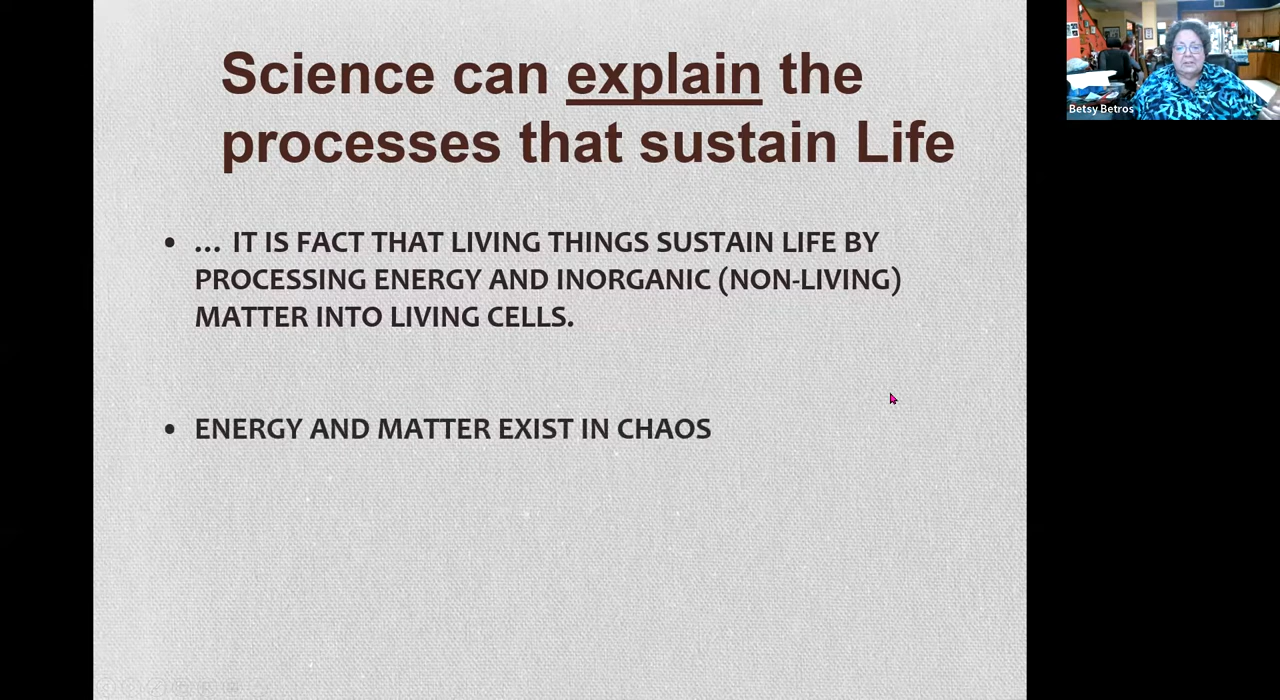 Science can explain the
processes that sustain Life
• … IT IS FACT THAT LIVING THINGS SUSTAIN LIFE BY
PROCESSING ENERGY AND INORGANIC (NON-LIVING)
MATTER INTO LIVING CELLS.
• ENERGY AND MATTER EXIST IN CHAOS
Betsy Betros